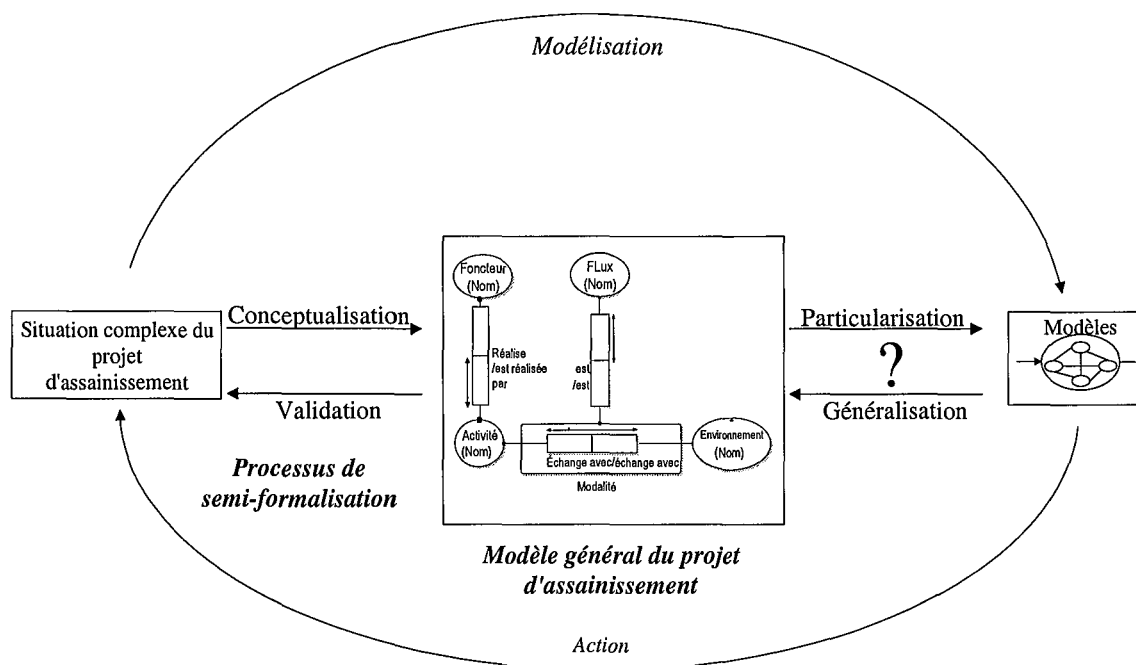 Modélisation
Situation complexe du
projet
d'assainissement
Conceptualisation
Validation
Processus de
semi-formalisation
Foncteur
(Nom)
FLux
(Nom)
Réalise
/est réalisée
par
est
/est
Activité
(Nom)
Environnement
(Nom)
Échange avec/échange avec
Modalité
Modèle général du projet
d'assainissement
Particularisation
?
Généralisation
Modèles
Action